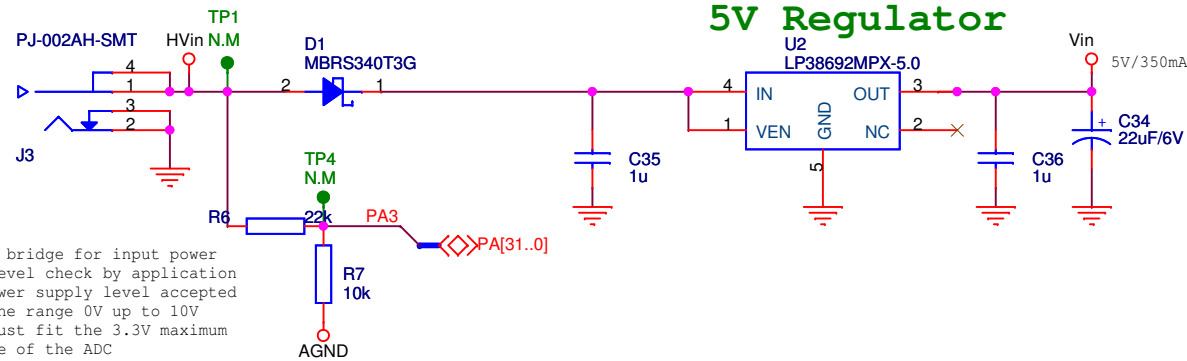 5V Regulator
TP1
N.M
PJ-002AH-SMT
HVin
D1
MBRS340T3G
U2
LP38692MPX-5.0
Vin
5V/350mA
4
1
3
2
J3
2
1
4
IN
OUT
3
1
VEN
GND
NC
2
5
C35
1u
C36
1u
+
C34
22uF/6V
TP4
N.M
R6
22k
PA3
PA[31..0]
R7
10k
AGND
bridge for input power
level check by application
supply level accepted
range 0V up to 10V
fit the 3.3V maximum
of the ADC